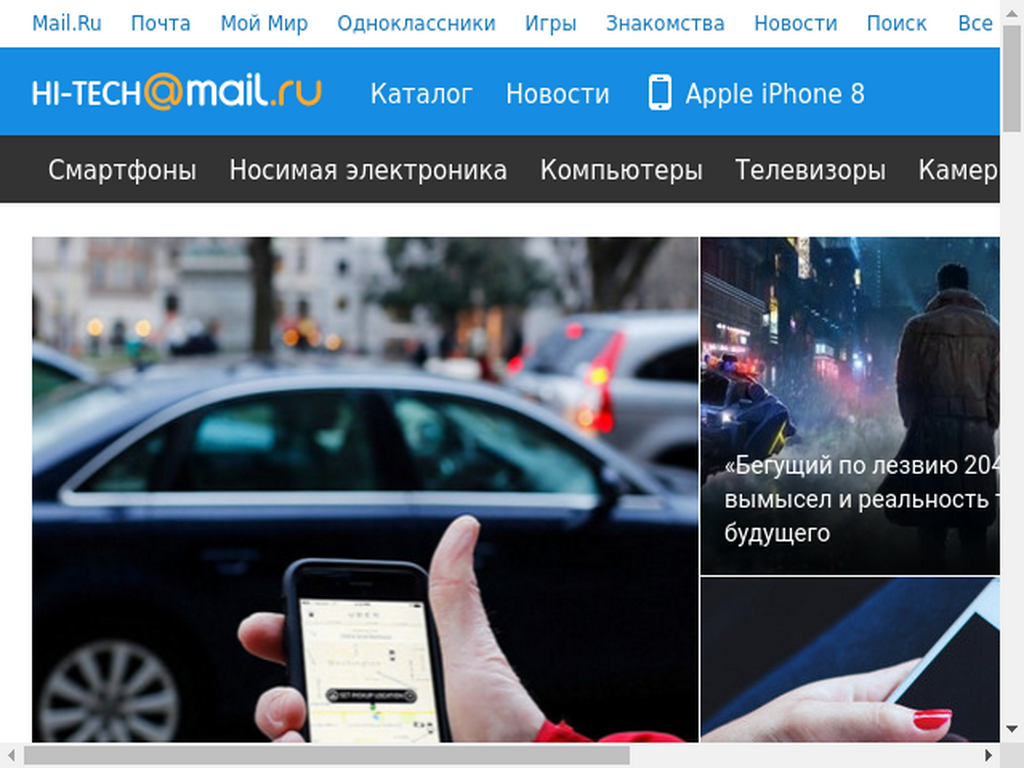 Mail.Ru Почта Мой Мир Одноклассники Игры Знакомства Новости Поиск Все
HI-TECH@mail.ru Каталог Новости Apple iPhone 8
Смартфоны Носимая электроника Компьютеры Телевизоры Камер
«Бегущий по лезвию 204
вымысел и реальность
будущего
UBER
Washington
SET PICKUP LOCATION